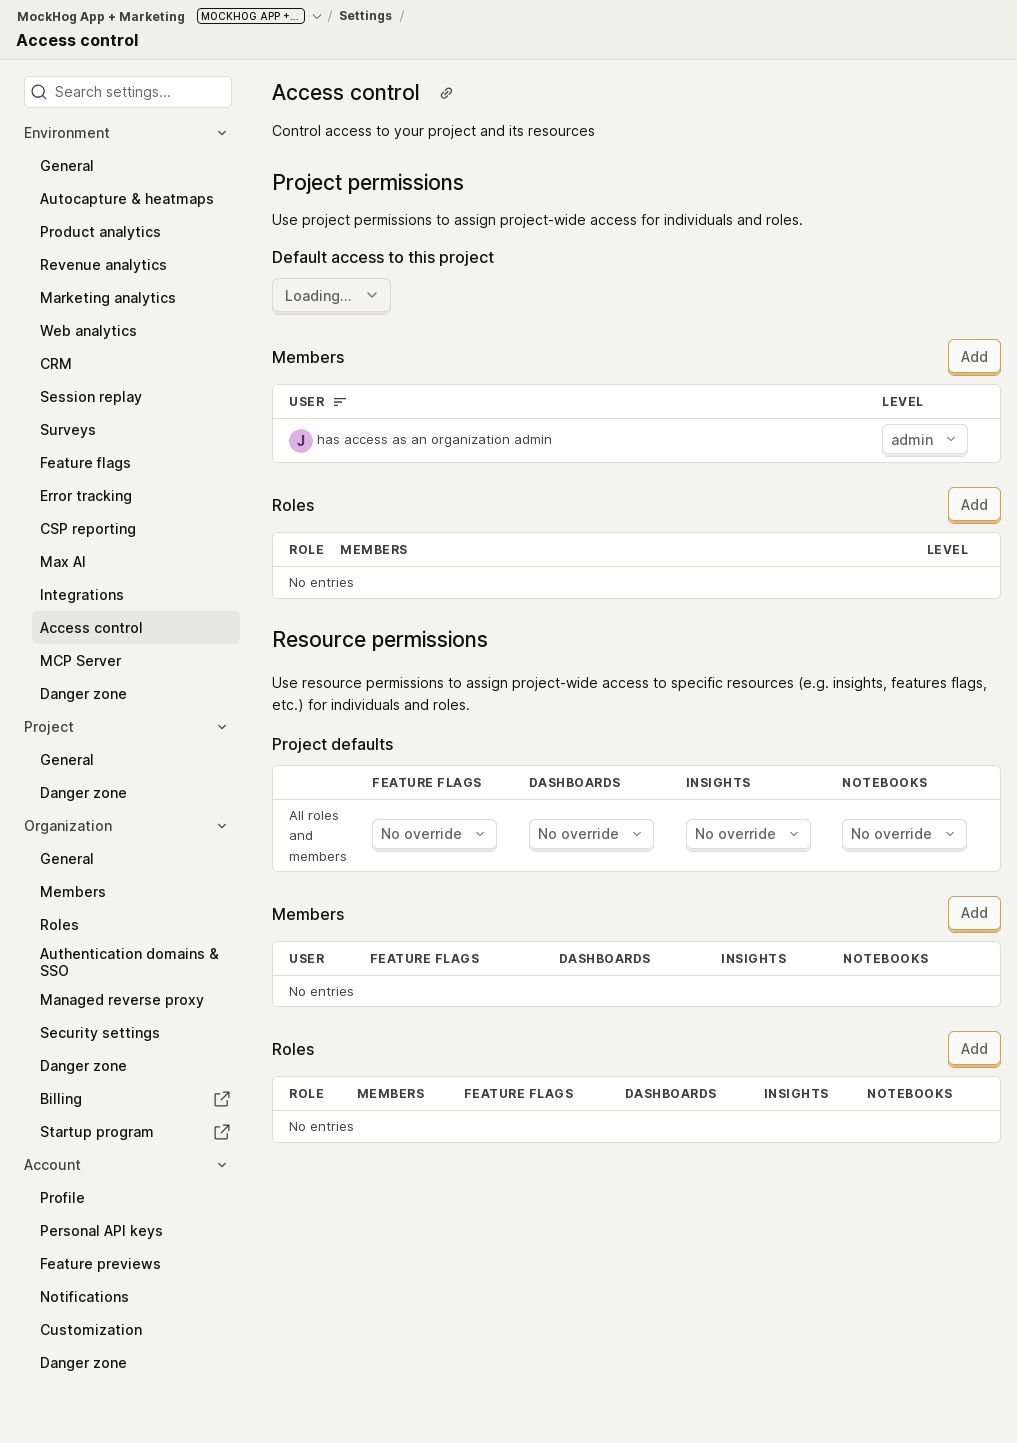 MockHog App + Marketing MOCKHOG APP +... / Settings /
Access control
Search settings...
Environment
General
Autocapture & heatmaps
Product analytics
Revenue analytics
Marketing analytics
Web analytics
CRM
Session replay
Surveys
Feature flags
Error tracking
CSP reporting
Max AI
Integrations
Access control
MCP Server
Danger zone
Project
General
Danger zone
Organization
General
Members
Roles
Authentication domains &
SSO
Managed reverse proxy
Security settings
Danger zone
Billing
Startup program
Account
Profile
Personal API keys
Feature previews
Notifications
Customization
Danger zone
Access control
Control access to your project and its resources
Project permissions
Use project permissions to assign project-wide access for individuals and roles.
Default access to this project
Loading...
Members Add
USER LEVEL
J has access as an organization admin admin
Roles Add
ROLE MEMBERS LEVEL
No entries
Resource permissions
Use resource permissions to assign project-wide access to specific resources (e.g. insights, features flags,
etc.) for individuals and roles.
Project defaults
FEATURE FLAGS DASHBOARDS INSIGHTS NOTEBOOKS
All roles
and
members
No override No override No override No override
Members Add
USER FEATURE FLAGS DASHBOARDS INSIGHTS NOTEBOOKS
No entries
Roles Add
ROLE MEMBERS FEATURE FLAGS DASHBOARDS INSIGHTS NOTEBOOKS
No entries